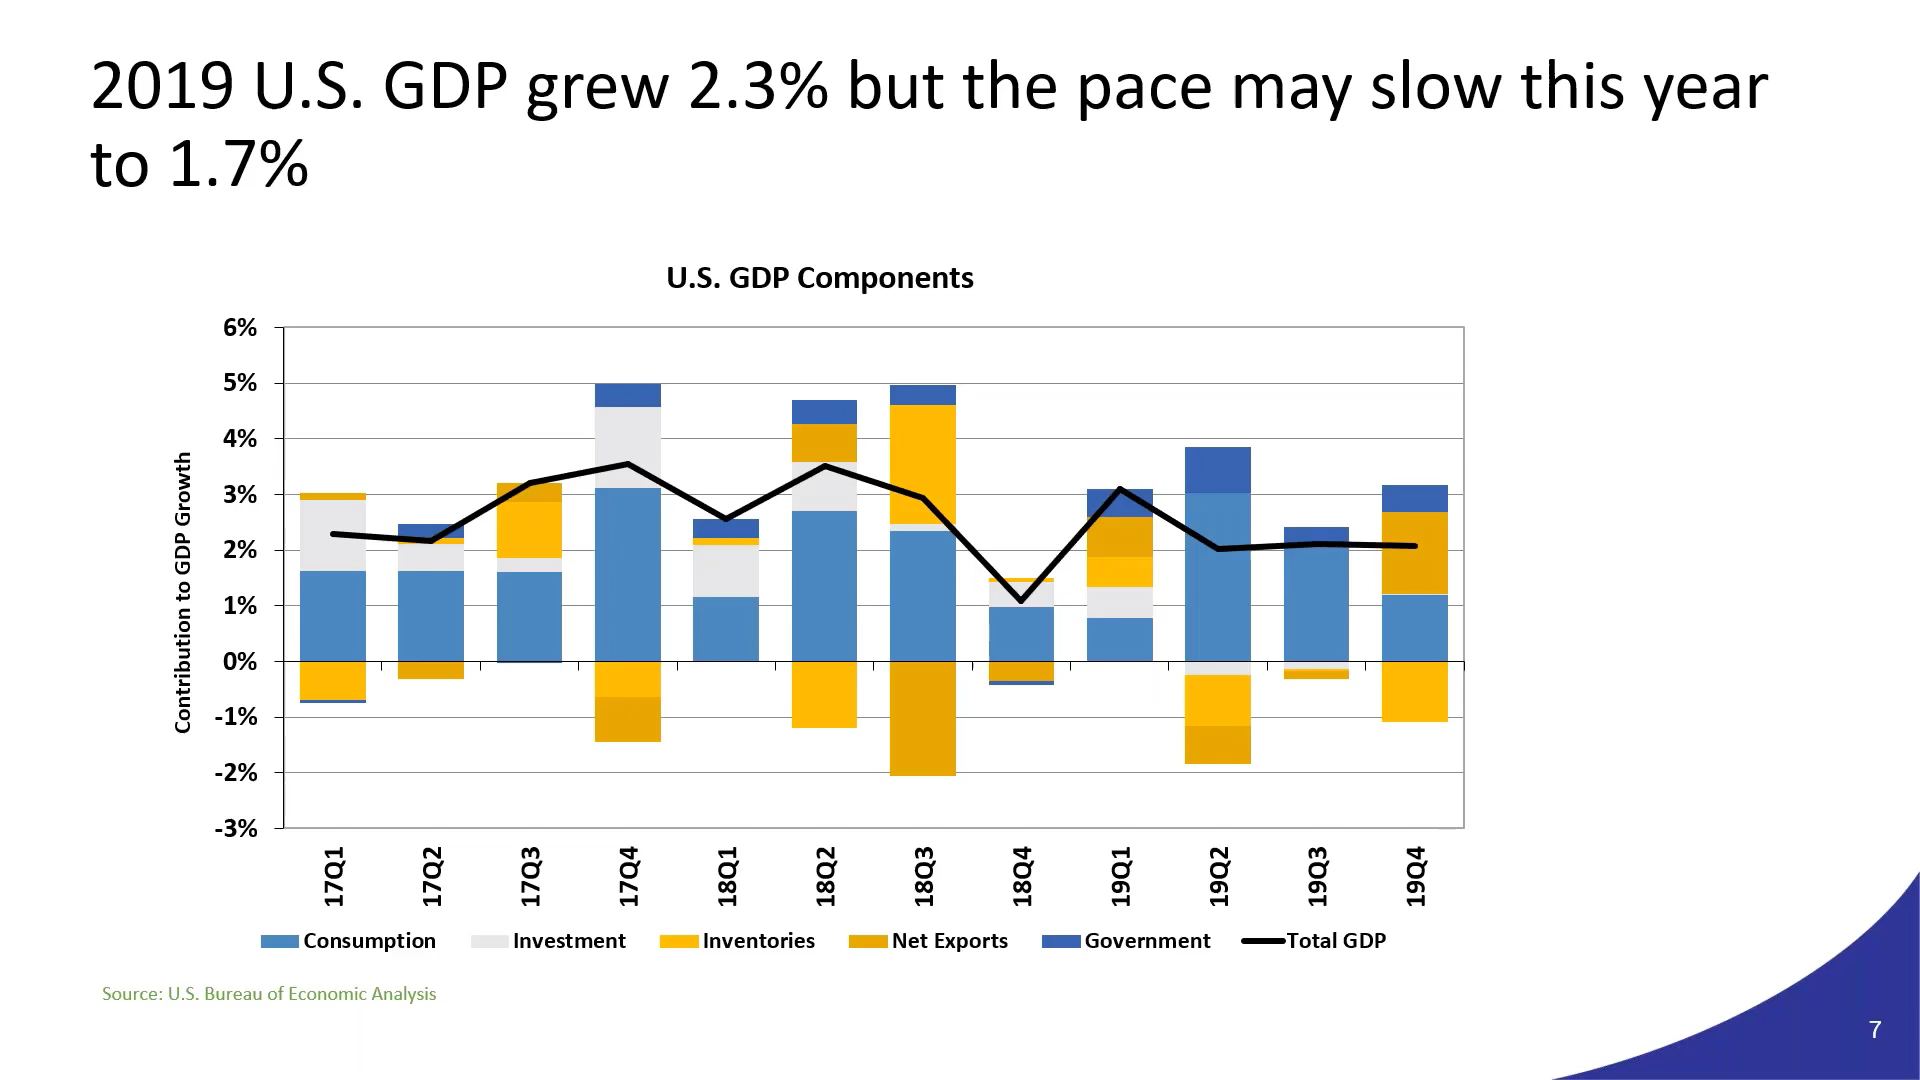 2019 U.S. GDP grew 2.3% but the pace may slow this year
to 1.7%
U.S. GDP Components
Contribution to GDP Growth
6%
5%
4%
3%
2%
1%
0%
-1%
-2%
-3%
17Q1
17Q2
17Q3
17Q4
18Q1
18Q2
18Q3
18Q4
19Q1
19Q2
19Q3
19Q4
Consumption Investment Inventories Net Exports Government Total GDP
Source: U.S. Bureau of Economic Analysis
7